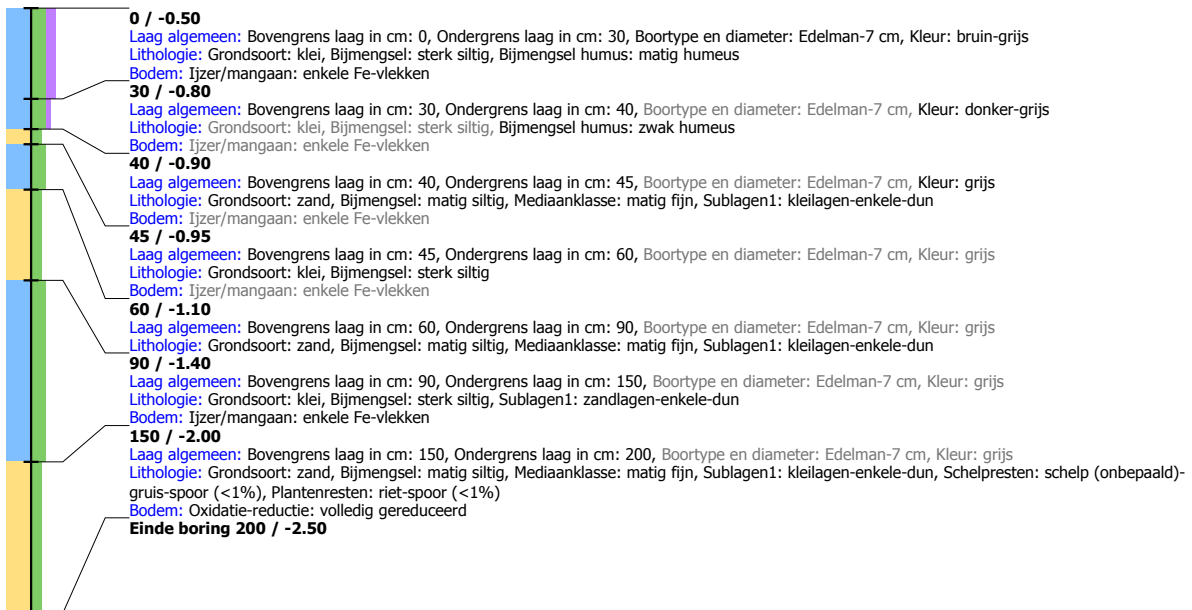 0 / -0.50
Laag algemeen: Bovengrens laag in cm: 0, Ondergrens laag in cm: 30, Boortype en diameter: Edelman-7 cm, Kleur: bruin-grijs
Lithologie: Grondsoort: klei, Bijmengsel: sterk siltig, Bijmengsel humus: matig humeus
Bodem: Ijzer/mangaan: enkele Fe-vlekken
30 / -0.80
Laag algemeen: Bovengrens laag in cm: 30, Ondergrens laag in cm: 40, Boortype en diameter: Edelman-7 cm, Kleur: donker-grijs
Lithologie: Grondsoort: klei, Bijmengsel: sterk siltig, Bijmengsel humus: zwak humeus
Bodem: Ijzer/mangaan: enkele Fe-vlekken
40 / -0.90
Laag algemeen: Bovengrens laag in cm: 40, Ondergrens laag in cm: 45, Boortype en diameter: Edelman-7 cm, Kleur: grijs
Lithologie: Grondsoort: zand, Bijmengsel: matig siltig, Mediaanklasse: matig fijn, Sublagen1: kleilagen-enkele-dun
Bodem: Ijzer/mangaan: enkele Fe-vlekken
45 / -0.95
Laag algemeen: Bovengrens laag in cm: 45, Ondergrens laag in cm: 60, Boortype en diameter: Edelman-7 cm, Kleur: grijs
Lithologie: Grondsoort: klei, Bijmengsel: sterk siltig
Bodem: Ijzer/mangaan: enkele Fe-vlekken
60 / -1.10
Laag algemeen: Bovengrens laag in cm: 60, Ondergrens laag in cm: 90, Boortype en diameter: Edelman-7 cm, Kleur: grijs
Lithologie: Grondsoort: zand, Bijmengsel: matig siltig, Mediaanklasse: matig fijn, Sublagen1: kleilagen-enkele-dun
90 / -1.40
Laag algemeen: Bovengrens laag in cm: 90, Ondergrens laag in cm: 150, Boortype en diameter: Edelman-7 cm, Kleur: grijs
Lithologie: Grondsoort: klei, Bijmengsel: sterk siltig, Sublagen1: zandlagen-enkele-dun
Bodem: Ijzer/mangaan: enkele Fe-vlekken
150 / -2.00
Laag algemeen: Bovengrens laag in cm: 150, Ondergrens laag in cm: 200, Boortype en diameter: Edelman-7 cm, Kleur: grijs
Lithologie: Grondsoort: zand, Bijmengsel: matig siltig, Mediaanklasse: matig fijn, Sublagen1: kleilagen-enkele-dun, Schelpresten: schelp (onbepaald)-
gruis-spoor (<1%), Plantenresten: riet-spoor (<1%)
Bodem: Oxidatie-reductie: volledig gereduceerd
Einde boring 200 / -2.50